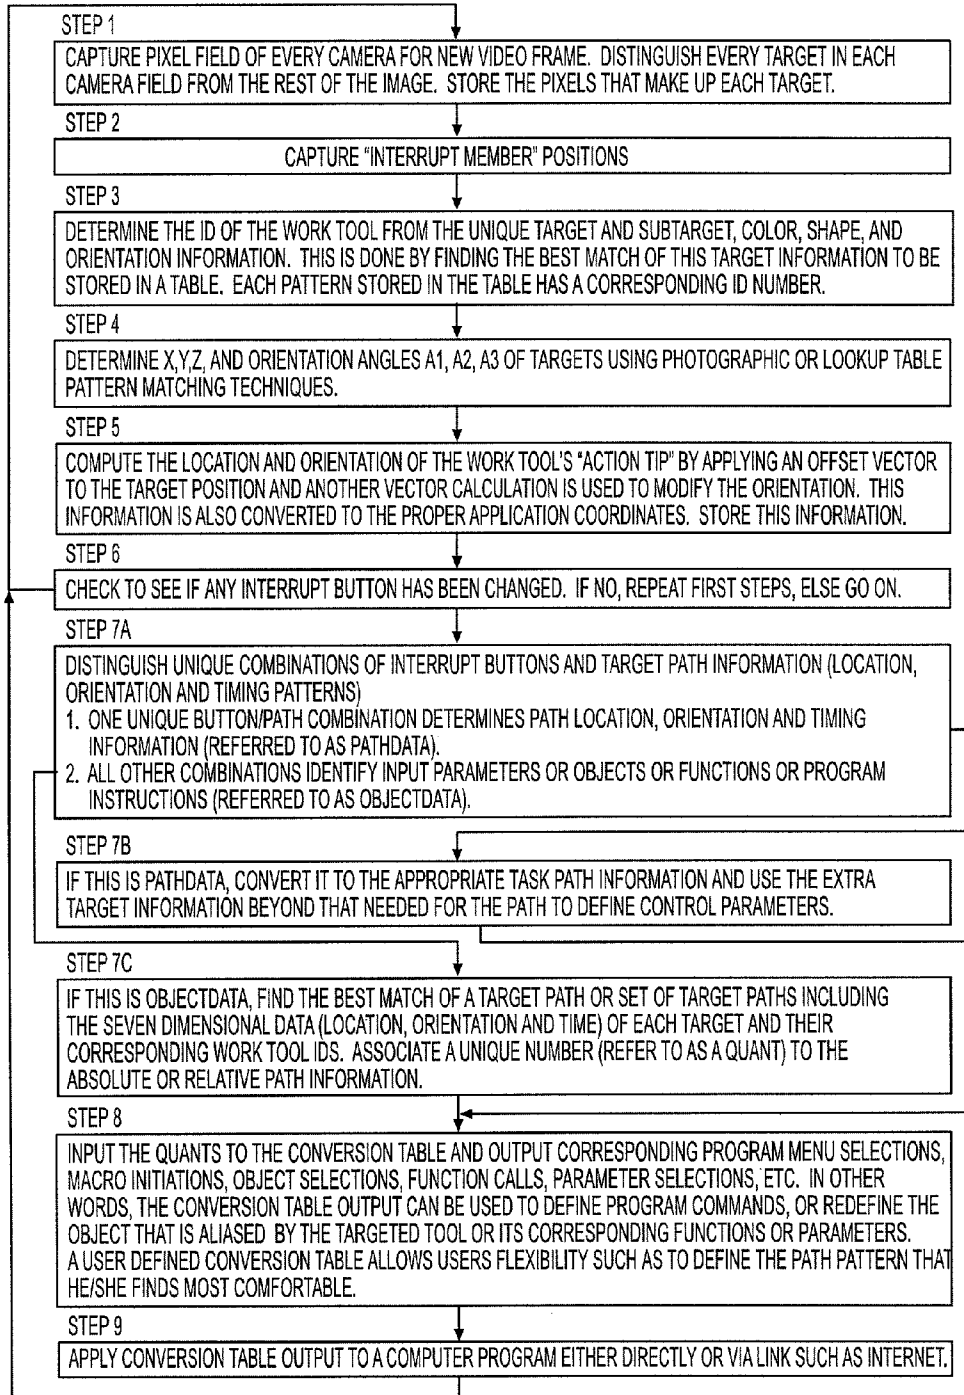 STEP 1
CAPTURE PIXEL FIELD OF EVERY CAMERA FOR NEW VIDEO FRAME. DISTINGUISH EVERY TARGET IN EACH
CAMERA FIELD FROM THE REST OF THE IMAGE. STORE THE PIXELS THAT MAKE UP EACH TARGET.
STEP 2
CAPTURE "INTERRUPT MEMBER" POSITIONS
STEP 3
DETERMINE THE ID OF THE WORK TOOL FROM THE UNIQUE TARGET AND SUBTARGET, COLOR, SHAPE, AND
ORIENTATION INFORMATION. THIS IS DONE BY FINDING THE BEST MATCH OF THIS TARGET INFORMATION TO BE
STORED IN A TABLE. EACH PATTERN STORED IN THE TABLE HAS A CORRESPONDING ID NUMBER.
STEP 4
DETERMINE X,Y,Z, AND ORIENTATION ANGLES A1, A2, A3 OF TARGETS USING PHOTOGRAPHIC OR LOOKUP TABLE
PATTERN MATCHING TECHNIQUES.
STEP 5
COMPUTE THE LOCATION AND ORIENTATION OF THE WORK TOOL'S "ACTION TIP" BY APPLYING AN OFFSET VECTOR
TO THE TARGET POSITION AND ANOTHER VECTOR CALCULATION IS USED TO MODIFY THE ORIENTATION. THIS
INFORMATION IS ALSO CONVERTED TO THE PROPER APPLICATION COORDINATES. STORE THIS INFORMATION.
STEP 6
CHECK TO SEE IF ANY INTERRUPT BUTTON HAS BEEN CHANGED. IF NO, REPEAT FIRST STEPS, ELSE GO ON.
STEP 7A
DISTINGUISH UNIQUE COMBINATIONS OF INTERRUPT BUTTONS AND TARGET PATH INFORMATION (LOCATION,
ORIENTATION AND TIMING PATTERNS)
1. ONE UNIQUE BUTTON/PATH COMBINATION DETERMINES PATH LOCATION, ORIENTATION AND TIMING
INFORMATION (REFERRED TO AS PATHDATA).
2. ALL OTHER COMBINATIONS IDENTIFY INPUT PARAMETERS OR OBJECTS OR FUNCTIONS OR PROGRAM
INSTRUCTIONS (REFERRED TO AS OBJECTDATA).
STEP 7B
IF THIS IS PATHDATA, CONVERT IT TO THE APPROPRIATE TASK PATH INFORMATION AND USE THE EXTRA
TARGET INFORMATION BEYOND THAT NEEDED FOR THE PATH TO DEFINE CONTROL PARAMETERS.
STEP 7C
IF THIS IS OBJECTDATA, FIND THE BEST MATCH OF A TARGET PATH OR SET OF TARGET PATHS INCLUDING
THE SEVEN DIMENSIONAL DATA (LOCATION, ORIENTATION AND TIME) OF EACH TARGET AND THEIR
CORRESPONDING WORK TOOL IDS. ASSOCIATE A UNIQUE NUMBER (REFER TO AS A QUANT) TO THE
ABSOLUTE OR RELATIVE PATH INFORMATION.
STEP 8
INPUT THE QUANTS TO THE CONVERSION TABLE AND OUTPUT CORRESPONDING PROGRAM MENU SELECTIONS,
MACRO INITIATIONS, OBJECT SELECTIONS, FUNCTION CALLS, PARAMETER SELECTIONS, ETC. IN OTHER
WORDS, THE CONVERSION TABLE OUTPUT CAN BE USED TO DEFINE PROGRAM COMMANDS, OR REDEFINE THE
OBJECT THAT IS ALIASED BY THE TARGETED TOOL OR ITS CORRESPONDING FUNCTIONS OR PARAMETERS.
A USER DEFINED CONVERSION TABLE ALLOWS USERS FLEXIBILITY SUCH AS TO DEFINE THE PATH PATTERN THAT
HE/SHE FINDS MOST COMFORTABLE.
STEP 9
APPLY CONVERSION TABLE OUTPUT TO A COMPUTER PROGRAM EITHER DIRECTLY OR VIA LINK SUCH AS INTERNET.